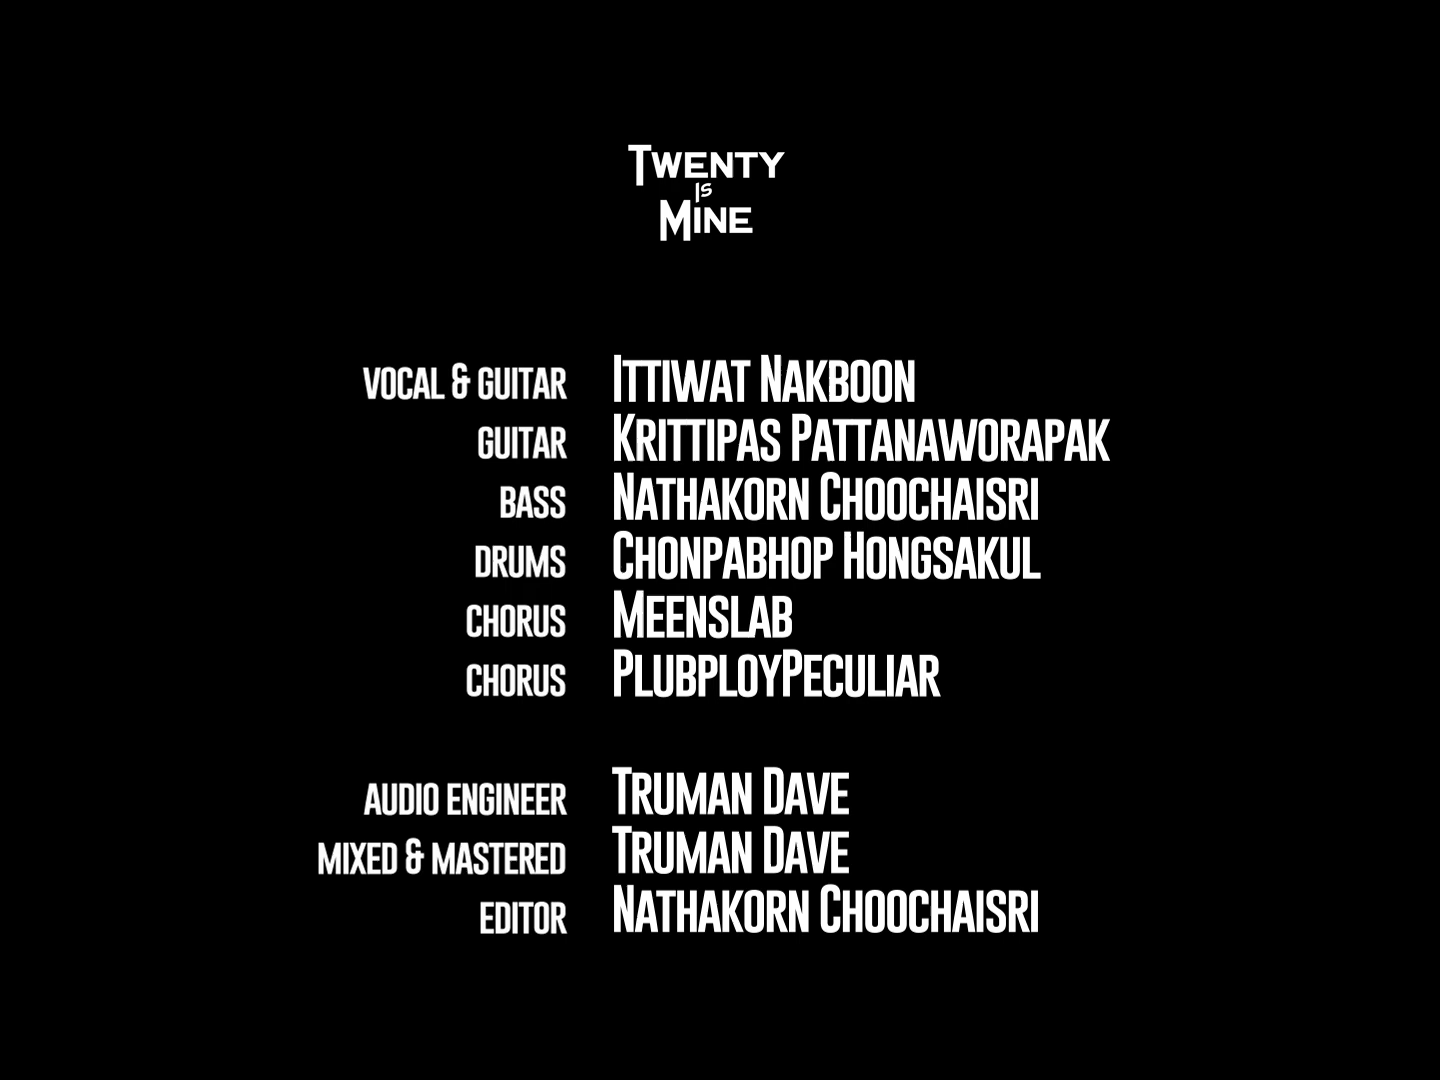 Twenty
Is
Mine
VOCAL & GUITAR Ittiwat Nakboon
GUITAR Krittipas Pattanaworapak
BASS Nathakorn Choochaisri
DRUMS Chonpabhop Hongsakul
CHORUS Meenslab
CHORUS PlubployPeculiar
AUDIO ENGINEER Truman Dave
MIXED & MASTERED Truman Dave
EDITOR Nathakorn Choochaisri